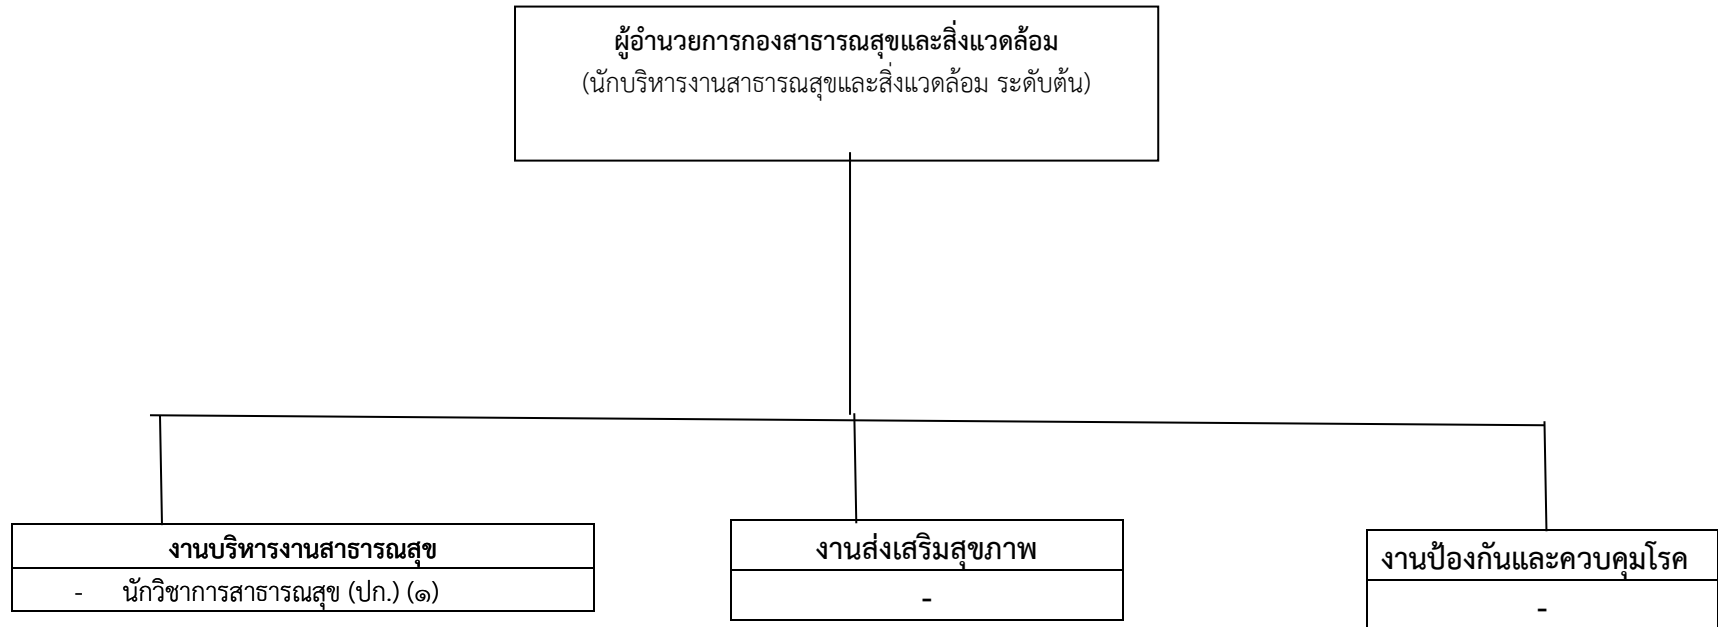 ผู้อำนวยการกองสาธารณสุขและสิ่งแวดล้อม
(นักบริหารงานสาธารณสุขและสิ่งแวดล้อม ระดับต้น)
งานบริหารงานสาธารณสุข
- นักวิชาการสาธารณสุข (ปก.) (๑)
งานส่งเสริมสุขภาพ
-
งานป้องกันและควบคุมโรค
-